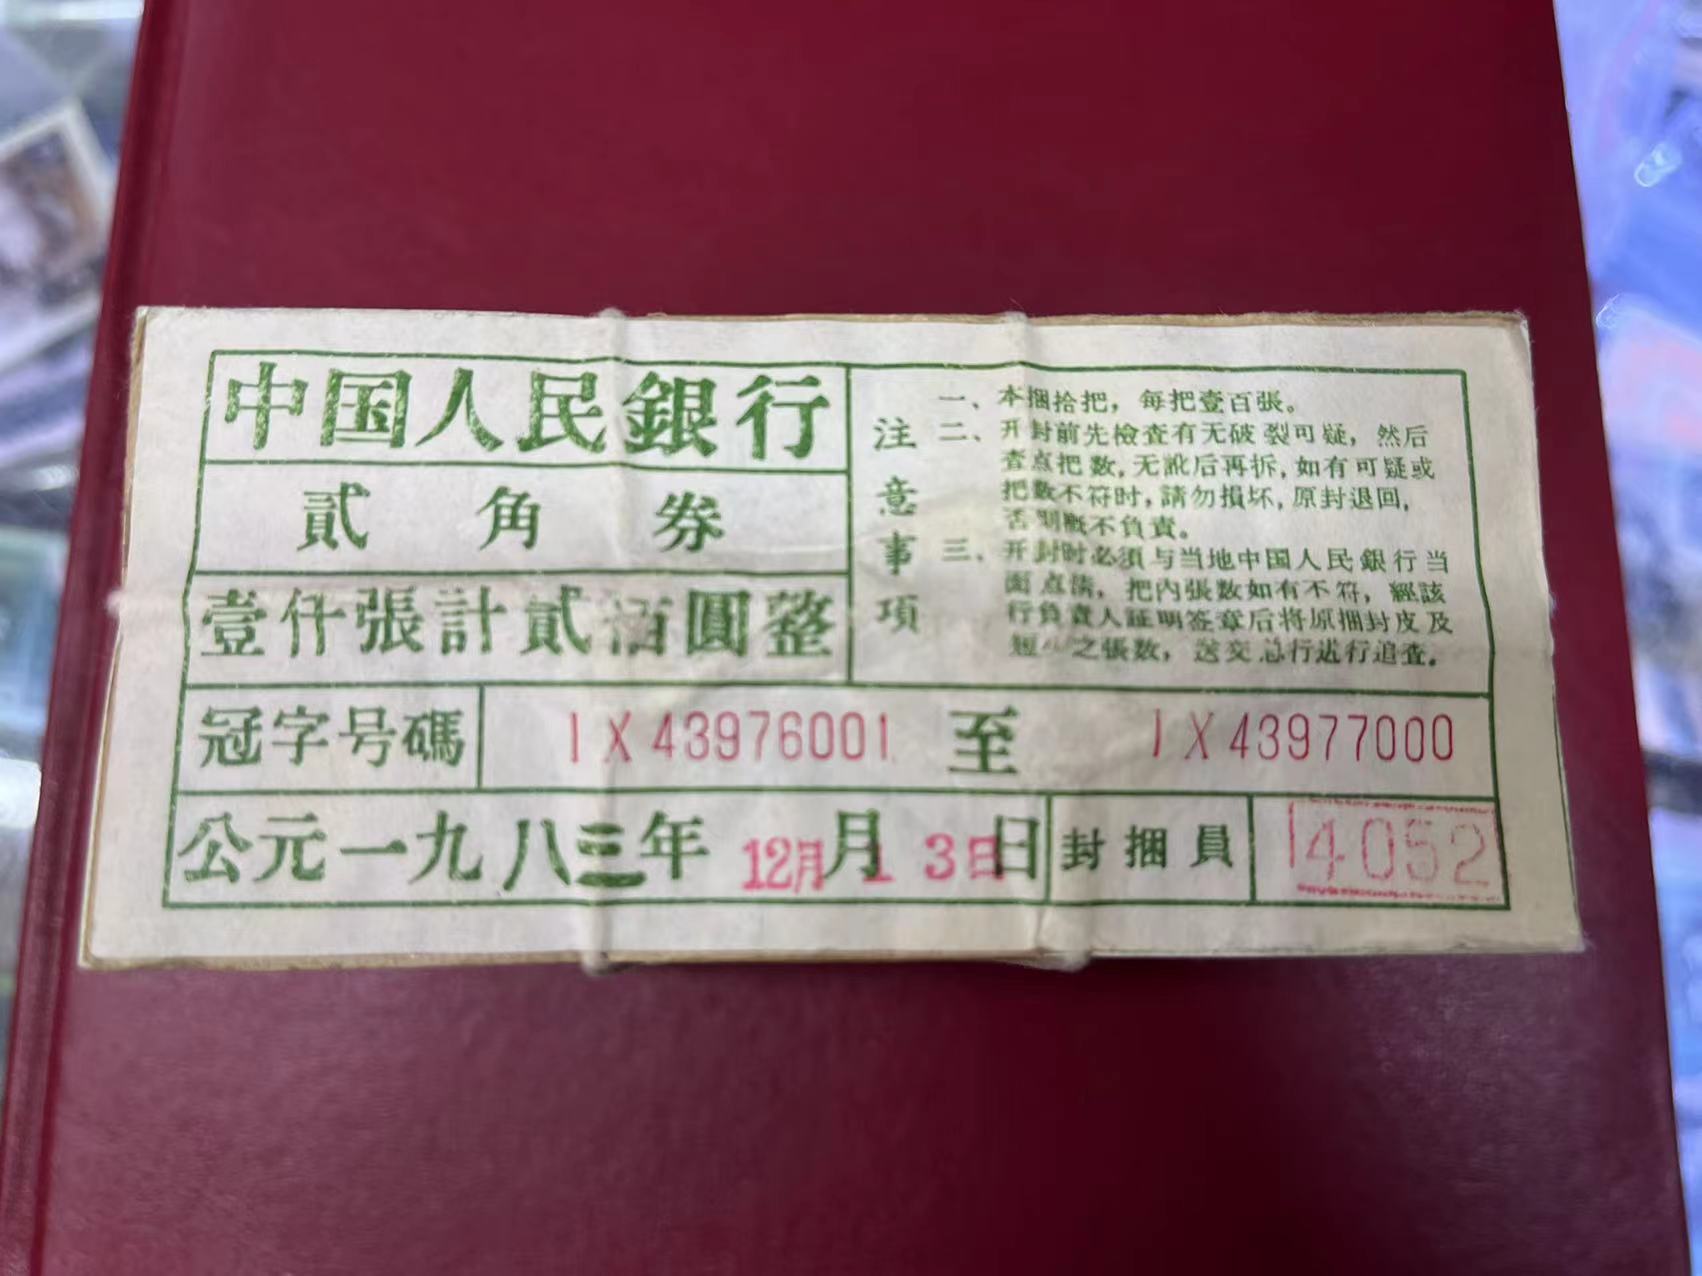 中国人民銀行
貳角券
壹仟張計貳佰圓整
注意事項
一、本捆拾把，每把壹百張。
二、开封前先檢查有无破裂可疑，然后
查点把数，无訛后再拆，如有可疑或
把数不符时，請勿損坏，原封退回，
否則概不負責。
三、开封时必須与当地中国人民銀行当
面点清，把內張数如有不符，經該
行負責人証明签章后將原捆封皮及
短少之張数，送交总行进行追査。
冠字号碼 IX43976001 至 IX43977000
公元一九八三年 12月 月 13日 日 封捆員 14052